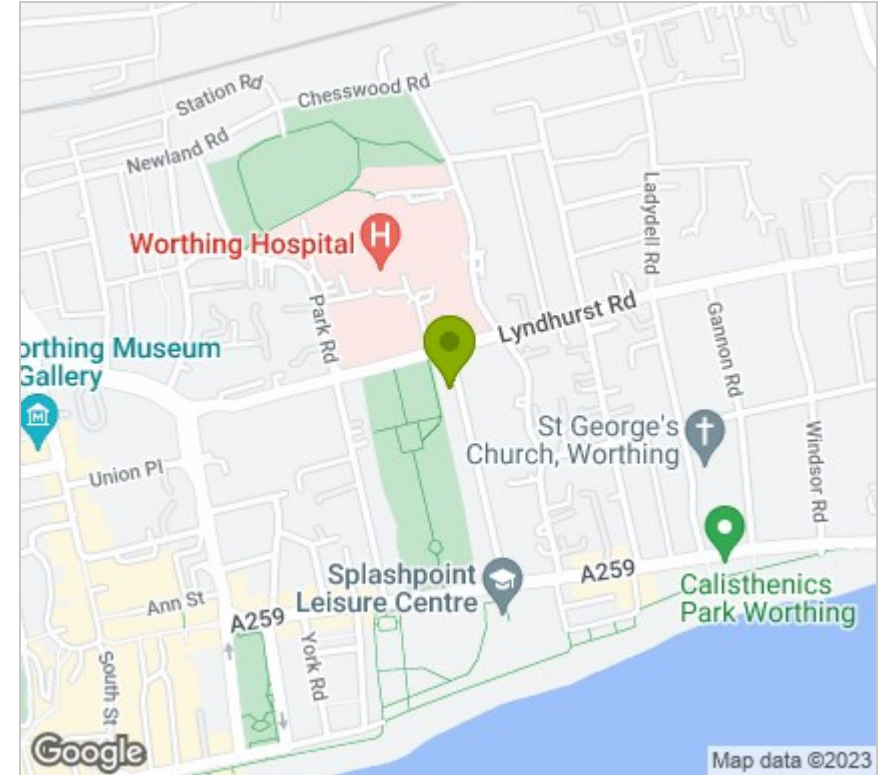 Station Rd
Chesswood Rd
Newland Rd
Ladydell Rd
Worthing Hospital
H
Park Rd
Lyndhurst Rd
Gannon Rd
orthing Museum
Gallery
M
St George's
Church, Worthing
Windsor Rd
Union Pl
Splashpoint
Leisure Centre
A259
Calisthenics
Park Worthing
Ann St
A259
York Rd
South St
Google
Map data ©2023